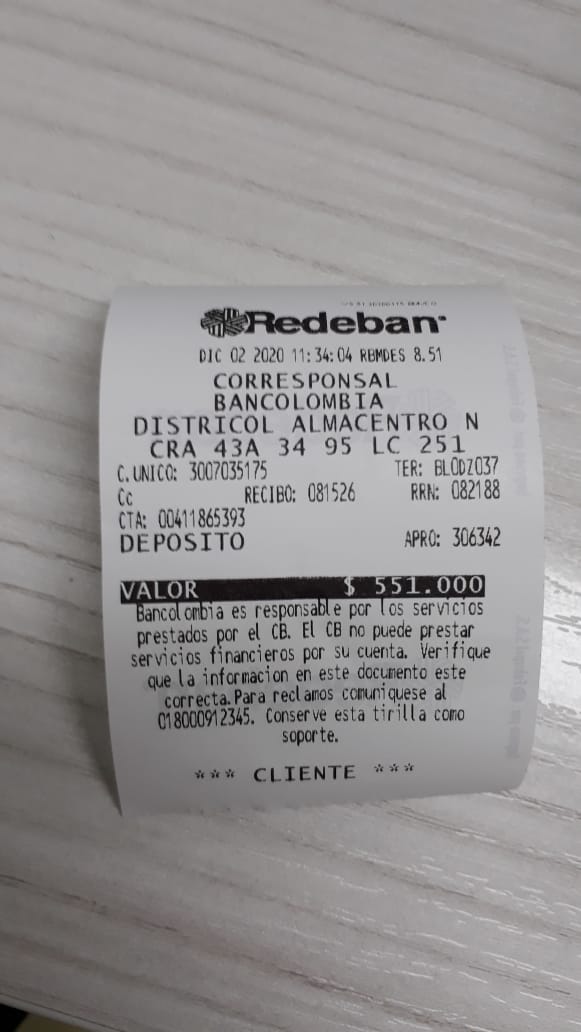 Redeban
DIC 02 2020 11:34:04 RBMDES 8.51
CORRESPONSAL
BANCOLOMBIA
DISTRICOL ALMACENTRO N
CRA 43A 34 95 LC 251
C.UNICO: 3007035175 TER: BLODZ037
Cc RECIBO: 081526 RRN: 082188
CTA: 00411865393
DEPOSITO APRO: 306342
VALOR $ 551.000
Bancolombia es responsable por los servicios
prestados por el CB. El CB no puede prestar
servicios financieros por su cuenta. Verifique
que la informacion en este documento este
correcta.Para reclamos comuniquese al
018000912345. Conserve esta tirilla como
soporte.
*** CLIENTE ***